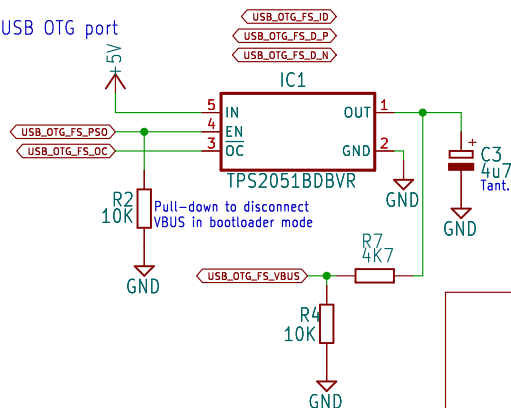 USB_OTG_FS_ID
USB OTG port
USB_OTG_FS_D_P
USB_OTG_FS_D_N
+5V
IC1
5 IN OUT 1
USB_OTG_FS_PSO 4 EN
USB_OTG_FS_OC 3 OC GND 2
TPS2051BDBVR
+
C3
4u7
Tant.
R2
10K
Pull-down to disconnect
VBUS in bootloader mode
GND
GND
GND
R7
4K7
USB_OTG_FS_VBUS
R4
10K
GND